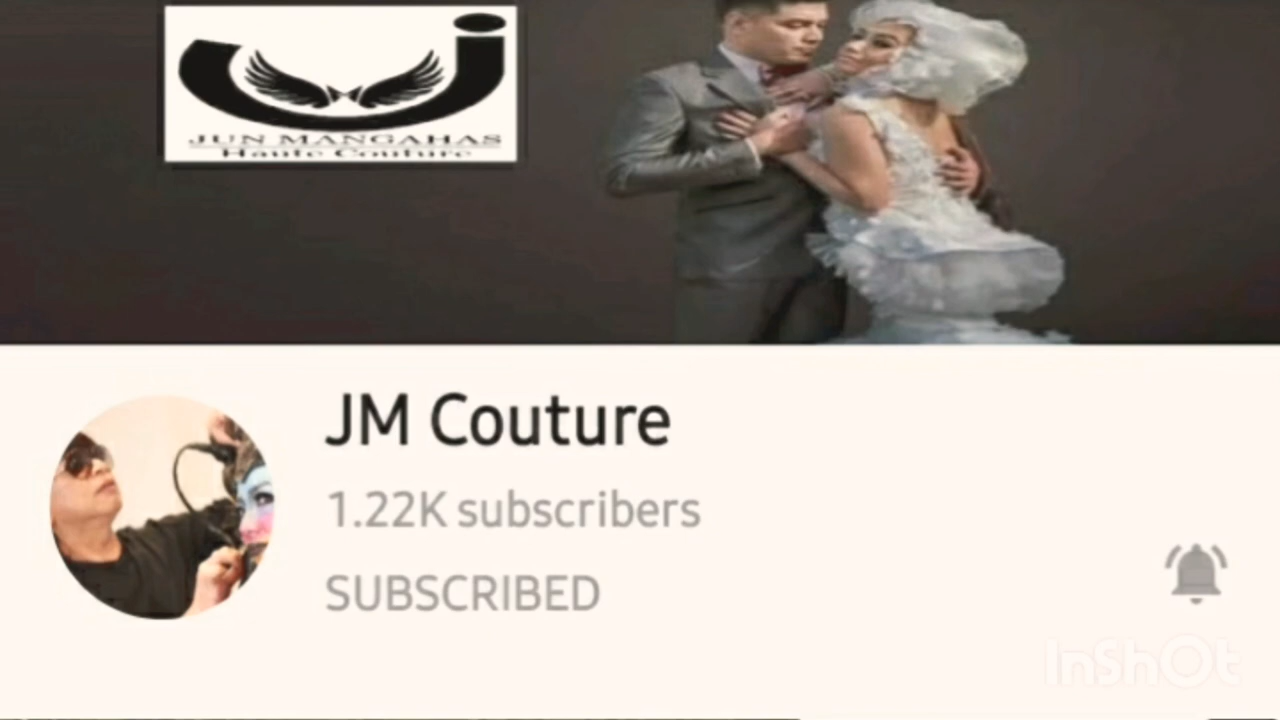 JUN MANGAHAS
Haute Couture
JM Couture
1.22K subscribers
SUBSCRIBED
InShOt